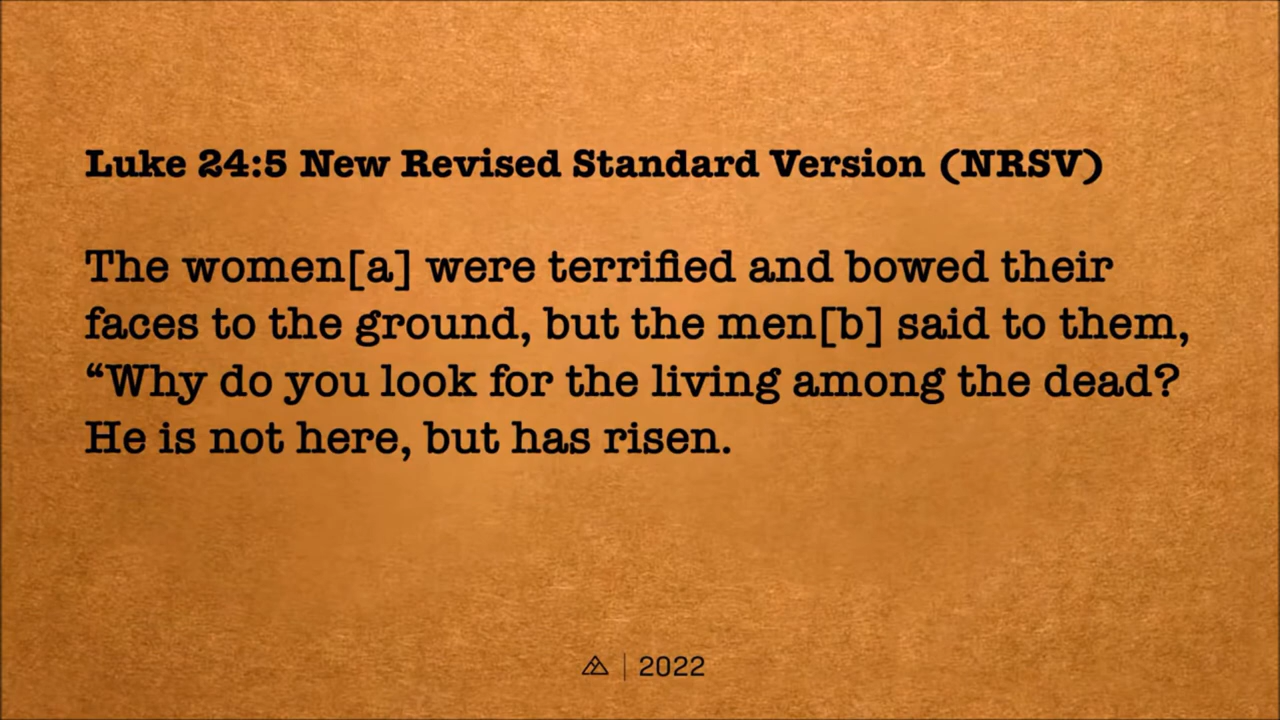 Luke 24:5 New Revised Standard Version (NRSV)
The women[a] were terrified and bowed their
faces to the ground, but the men[b] said to them,
“Why do you look for the living among the dead?
He is not here, but has risen.
2022